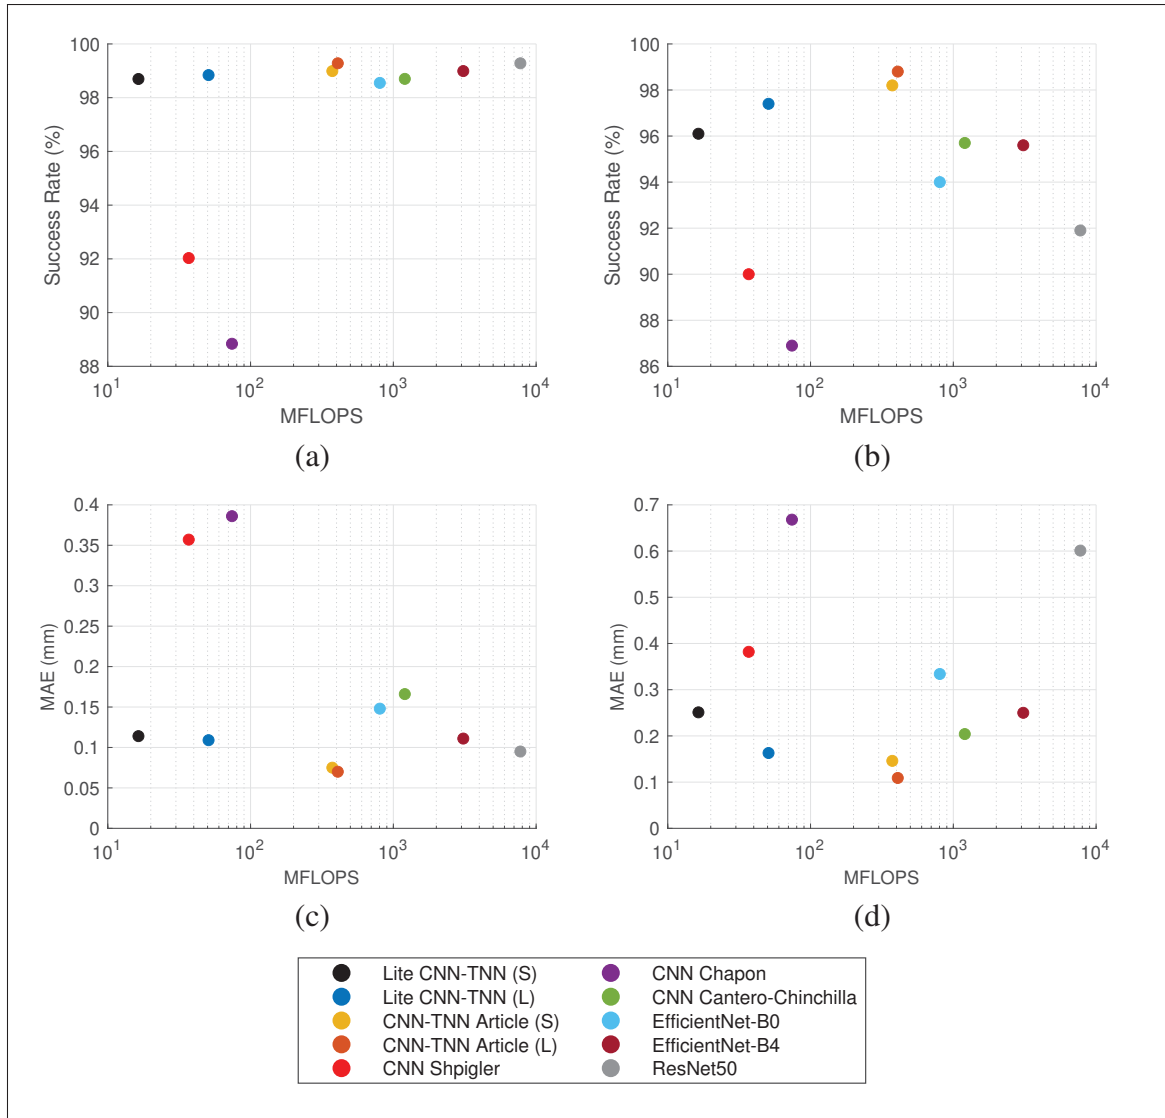 100
98
96
94
92
90
88
Success Rate (%)
10^1
10^2
10^3
10^4
MFLOPS
(a)
100
98
96
94
92
90
88
86
Success Rate (%)
10^1
10^2
10^3
10^4
MFLOPS
(b)
0.4
0.35
0.3
0.25
0.2
0.15
0.1
0.05
0
MAE (mm)
10^1
10^2
10^3
10^4
MFLOPS
(c)
0.7
0.6
0.5
0.4
0.3
0.2
0.1
0
MAE (mm)
10^1
10^2
10^3
10^4
MFLOPS
(d)
Lite CNN-TNN (S)
Lite CNN-TNN (L)
CNN-TNN Article (S)
CNN-TNN Article (L)
CNN Shpigler
CNN Chapon
CNN Cantero-Chinchilla
EfficientNet-B0
EfficientNet-B4
ResNet50